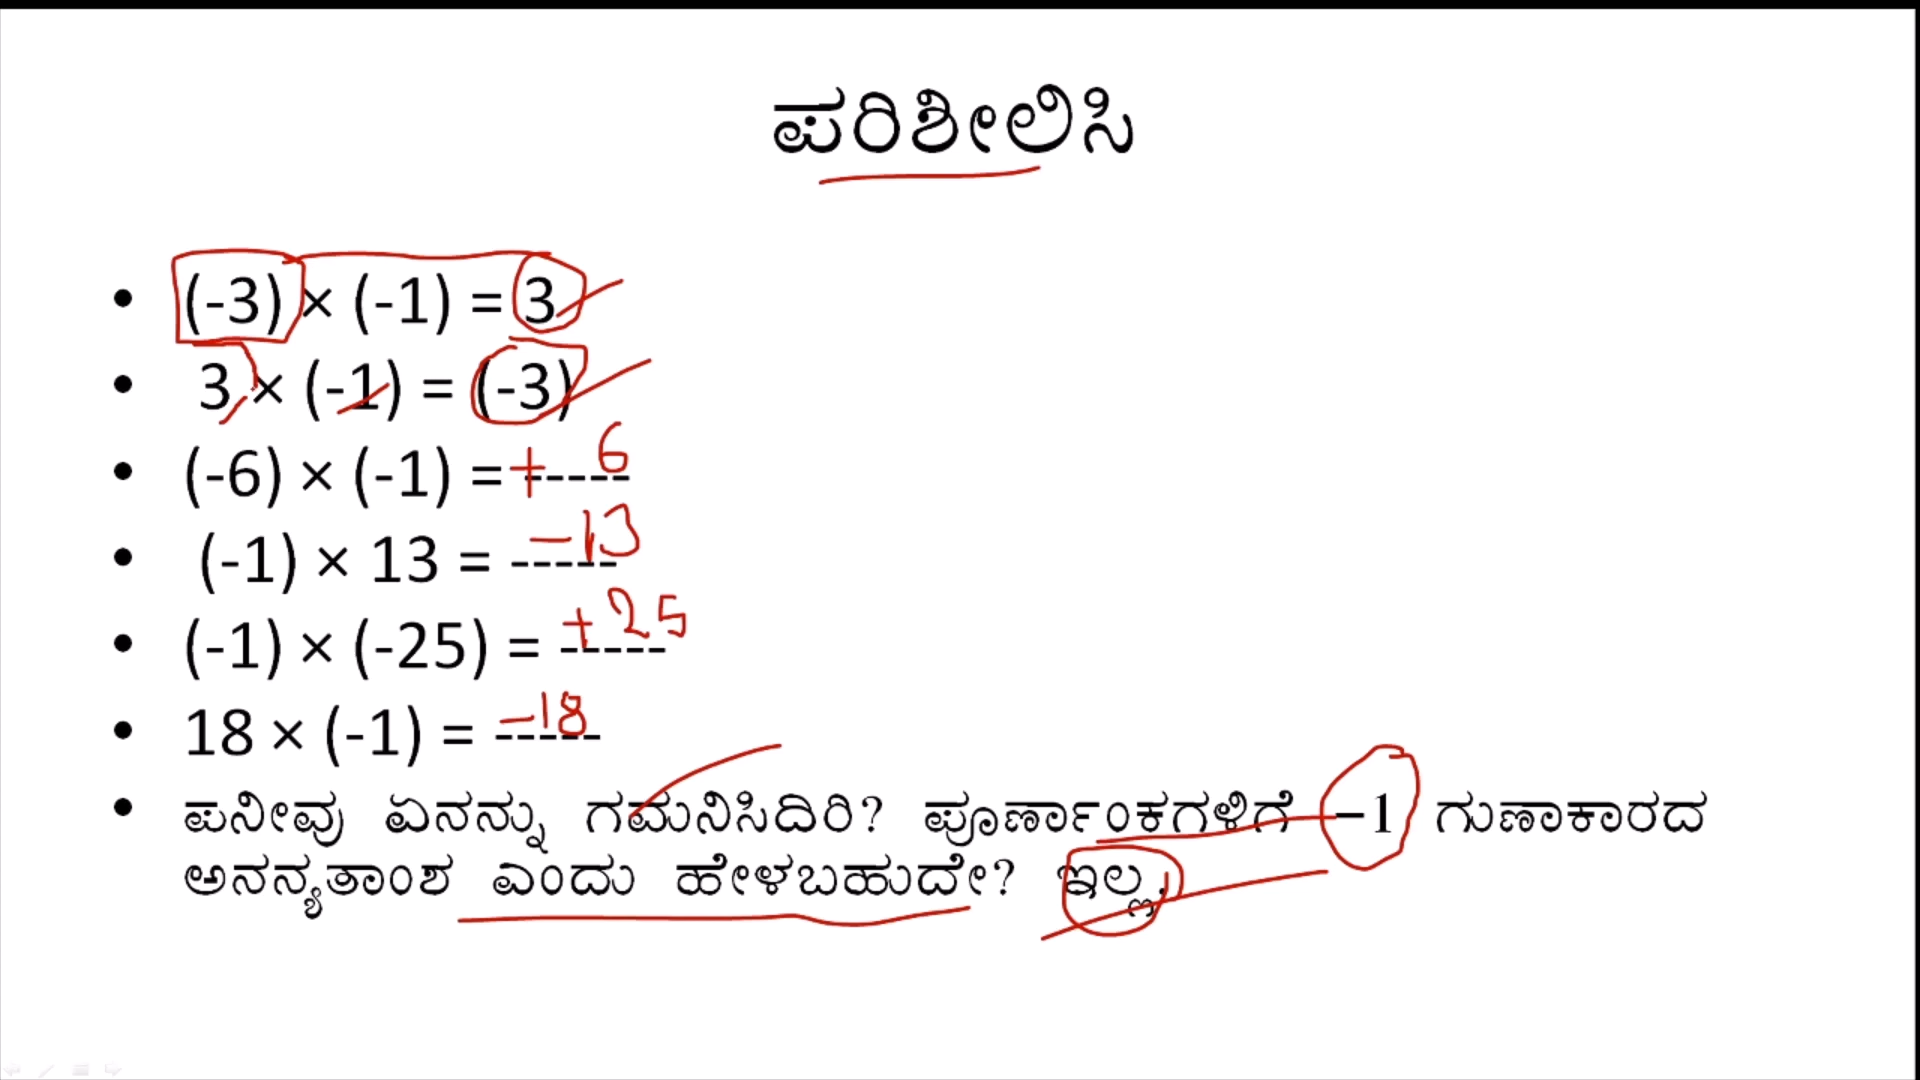 ಪರಿಶೀಲಿಸಿ
• (-3) × (-1) = 3
• 3 × (-1) = (-3)
• (-6) × (-1) = ----- +6
• (-1) × 13 = ----- -13
• (-1) × (-25) = ----- +25
• 18 × (-1) = ----- -18
• ಪನೀವು ಏನನ್ನು ಗಮನಿಸಿದಿರಿ? ಪೂರ್ಣಾಂಕಗಳಿಗೆ –1 ಗುಣಾಕಾರದ
ಅನನ್ಯತಾಂಶ ಎಂದು ಹೇಳಬಹುದೇ? ಇಲ್ಲ.